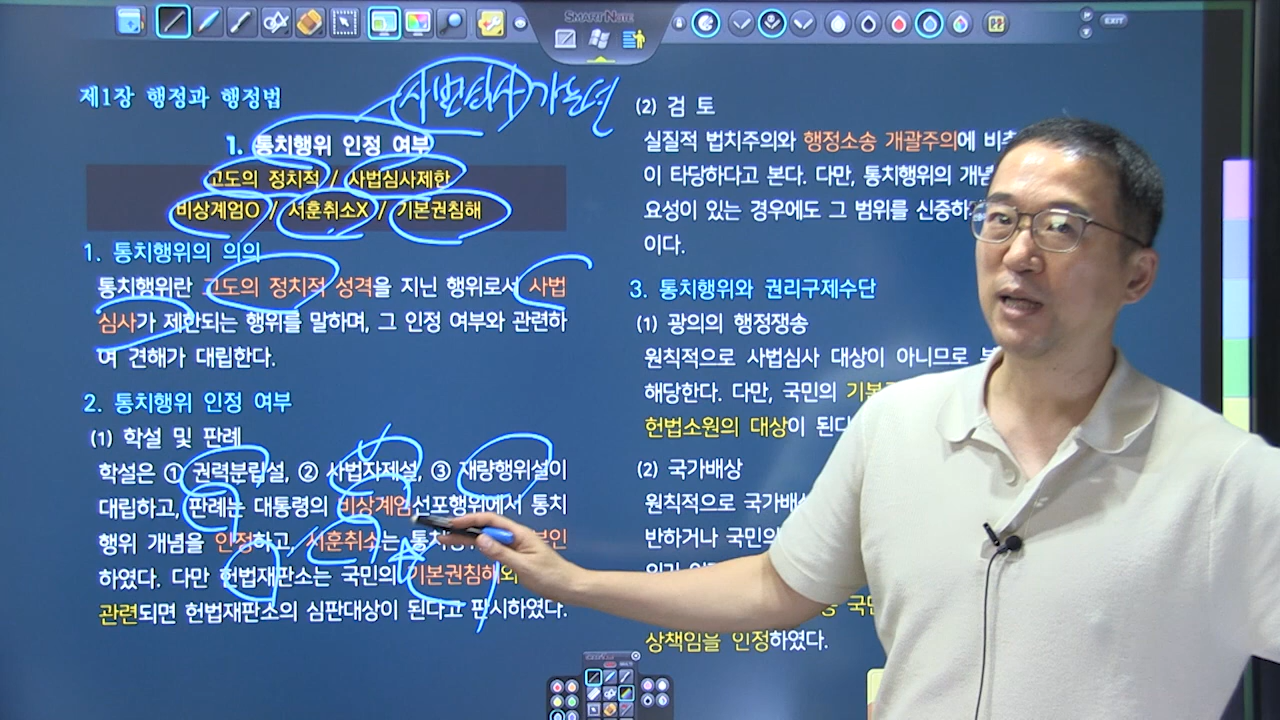 SMARTNOTE
EXIT
제1장 행정과 행정법
사법심사 가능성
1. 통치행위 인정 여부
고도의 정치적 / 사법심사제한
비상계엄O / 서훈취소X / 기본권침해
1. 통치행위의 의의
통치행위란 고도의 정치적 성격을 지닌 행위로서 사법
심사가 제한되는 행위를 말하며, 그 인정 여부와 관련하
여 견해가 대립한다.
2. 통치행위 인정 여부
(1) 학설 및 판례
학설은 ① 권력분립설, ② 사법자제설, ③ 재량행위설이
대립하고, 판례는 대통령의 비상계엄선포행위에서 통치
행위 개념을 인정하고, 서훈취소는 부인
하였다. 다만 헌법재판소는 국민의 기본권침해와
관련되면 헌법재판소의 심판대상이 된다고 판시하였다.
(2) 검 토
실질적 법치주의와 행정소송 개괄주의에
이 타당하다고 본다. 다만, 통치행위의
요성이 있는 경우에도 그 범위를
이다.
3. 통치행위와 권리구제수단
(1) 광의의 행정쟁송
원칙적으로 사법심사 대상이 아니므로
해당한다. 다만, 국민의
헌법소원의 대상이 된다
(2) 국가배상
원칙적으로
반하거나 국민의
상책임을 인정하였다.